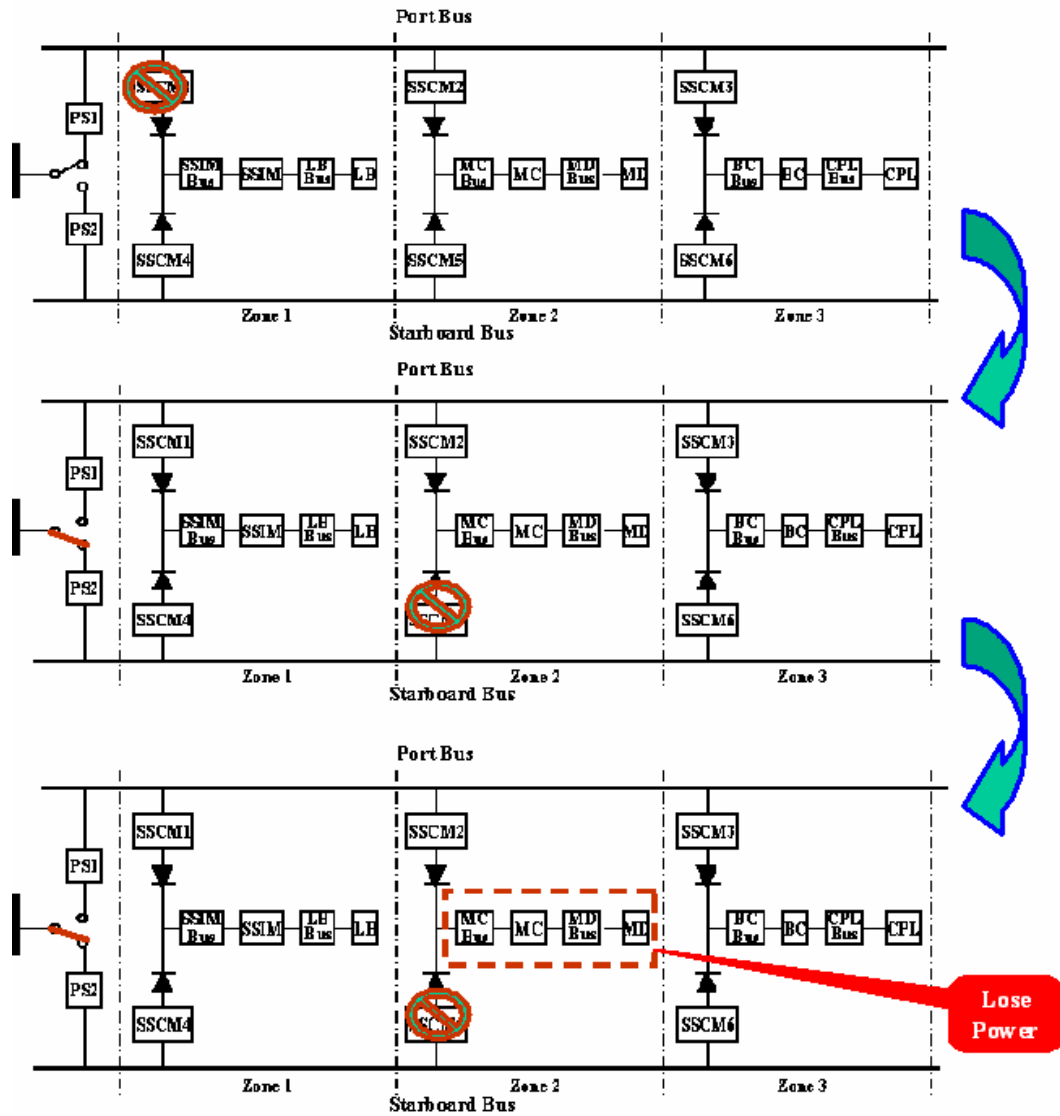 Port Bus
SSCM2
SSCM3
PS1
SSIM Bus
SSIM
LB Bus
LB
MC Bus
MC
MD Bus
MD
BC Bus
BC
CPL Bus
CPL
PS2
SSCM4
SSCM5
SSCM6
Zone 1
Zone 2
Zone 3
Starboard Bus
Port Bus
SSCM1
SSCM2
SSCM3
PS1
SSIM Bus
SSIM
LB Bus
LB
MC Bus
MC
MD Bus
MD
BC Bus
BC
CPL Bus
CPL
PS2
SSCM4
SSCM6
Zone 1
Zone 2
Zone 3
Starboard Bus
Port Bus
SSCM1
SSCM2
SSCM3
PS1
SSIM Bus
SSIM
LB Bus
LB
MC Bus
MC
MD Bus
MD
BC Bus
BC
CPL Bus
CPL
PS2
SSCM4
SSCM6
Lose
Power
Zone 1
Zone 2
Zone 3
Starboard Bus